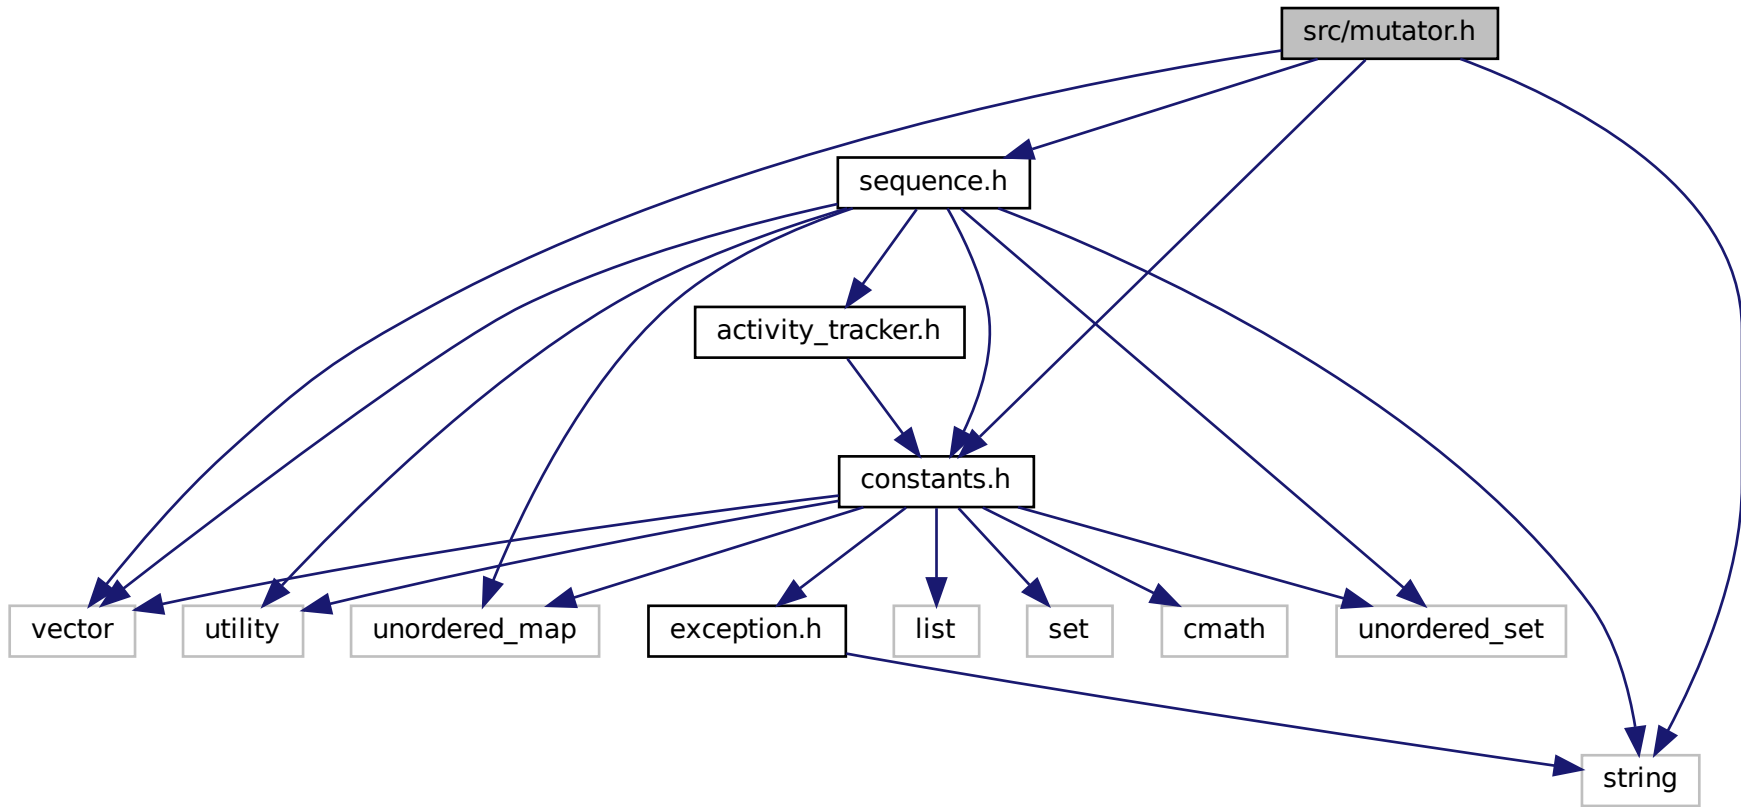 src/mutator.h
sequence.h
activity_tracker.h
constants.h
vector
utility
unordered_map
exception.h
list
set
cmath
unordered_set
string